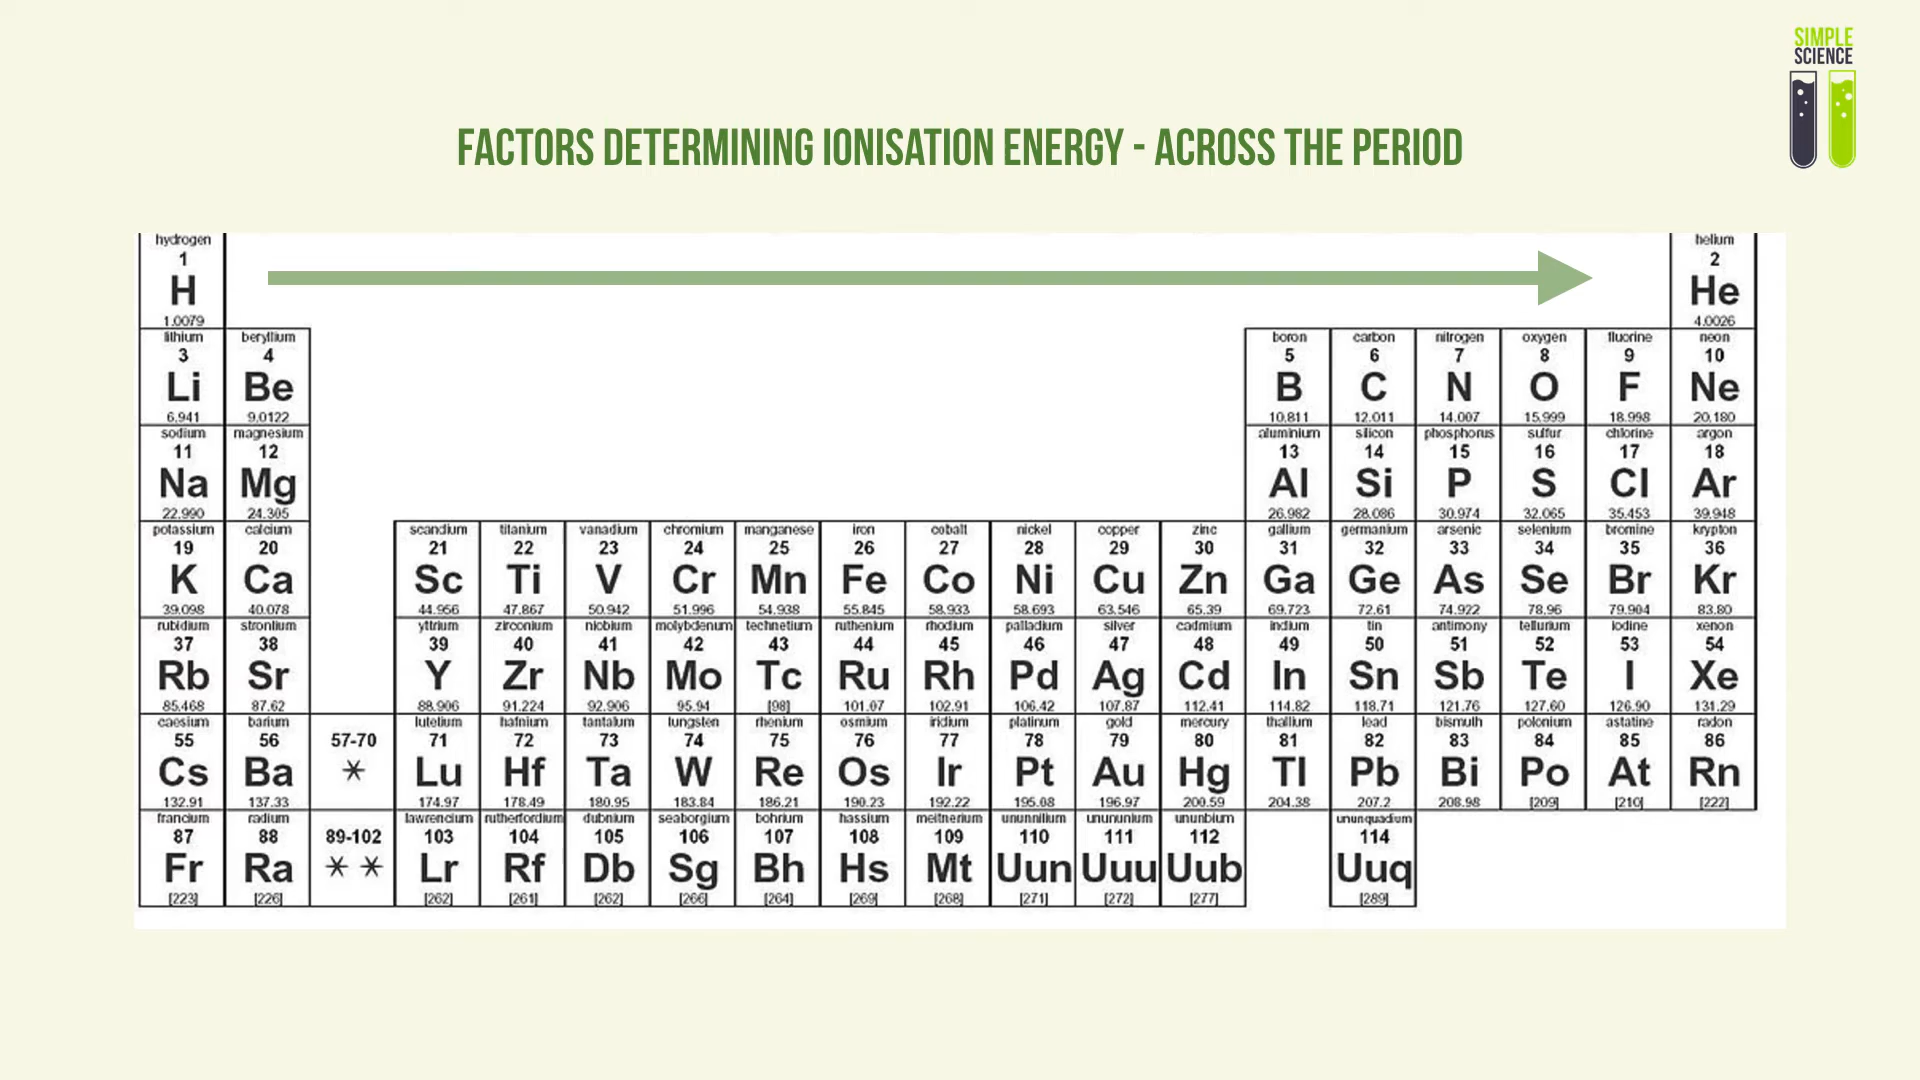 SIMPLE
SCIENCE
FACTORS DETERMINING IONISATION ENERGY - ACROSS THE PERIOD
hydrogen helium
1 2
H He
1.0079 4.0026
lithium beryllium boron carbon nitrogen oxygen fluorine neon
3 4 5 6 7 8 9 10
Li Be B C N O F Ne
6.941 9.0122 10.811 12.011 14.007 15.999 18.998 20.180
sodium magnesium aluminium silicon phosphorus sulfur chlorine argon
11 12 13 14 15 16 17 18
Na Mg Al Si P S Cl Ar
22.990 24.305 26.982 28.086 30.974 32.065 35.453 39.948
potassium calcium scandium titanium vanadium chromium manganese iron cobalt nickel copper zinc gallium germanium arsenic selenium bromine krypton
19 20 21 22 23 24 25 26 27 28 29 30 31 32 33 34 35 36
K Ca Sc Ti V Cr Mn Fe Co Ni Cu Zn Ga Ge As Se Br Kr
39.098 40.078 44.956 47.867 50.942 51.996 54.938 55.845 58.933 58.693 63.546 65.39 69.723 72.61 74.922 78.96 79.904 83.80
rubidium strontium yttrium zirconium niobium molybdenum technetium ruthenium rhodium palladium silver cadmium indium tin antimony tellurium iodine xenon
37 38 39 40 41 42 43 44 45 46 47 48 49 50 51 52 53 54
Rb Sr Y Zr Nb Mo Tc Ru Rh Pd Ag Cd In Sn Sb Te I Xe
85.468 87.62 88.906 91.224 92.906 95.94 [98] 101.07 102.91 106.42 107.87 112.41 114.82 118.71 121.76 127.60 126.90 131.29
caesium barium lutetium hafnium tantalum tungsten rhenium osmium iridium platinum gold mercury thallium lead bismuth polonium astatine radon
55 56 57-70 71 72 73 74 75 76 77 78 79 80 81 82 83 84 85 86
Cs Ba * Lu Hf Ta W Re Os Ir Pt Au Hg Tl Pb Bi Po At Rn
132.91 137.33 174.97 178.49 180.95 183.84 186.21 190.23 192.22 195.08 196.97 200.59 204.38 207.2 208.98 [209] [210] [222]
francium radium lawrencium rutherfordium dubnium seaborgium bohrium hassium meitnerium ununnilium unununium ununbium ununquadium
87 88 89-102 103 104 105 106 107 108 109 110 111 112 114
Fr Ra * * Lr Rf Db Sg Bh Hs Mt Uun Uuu Uub Uuq
[223] [226] [262] [261] [262] [266] [264] [269] [268] [271] [272] [277] [289]